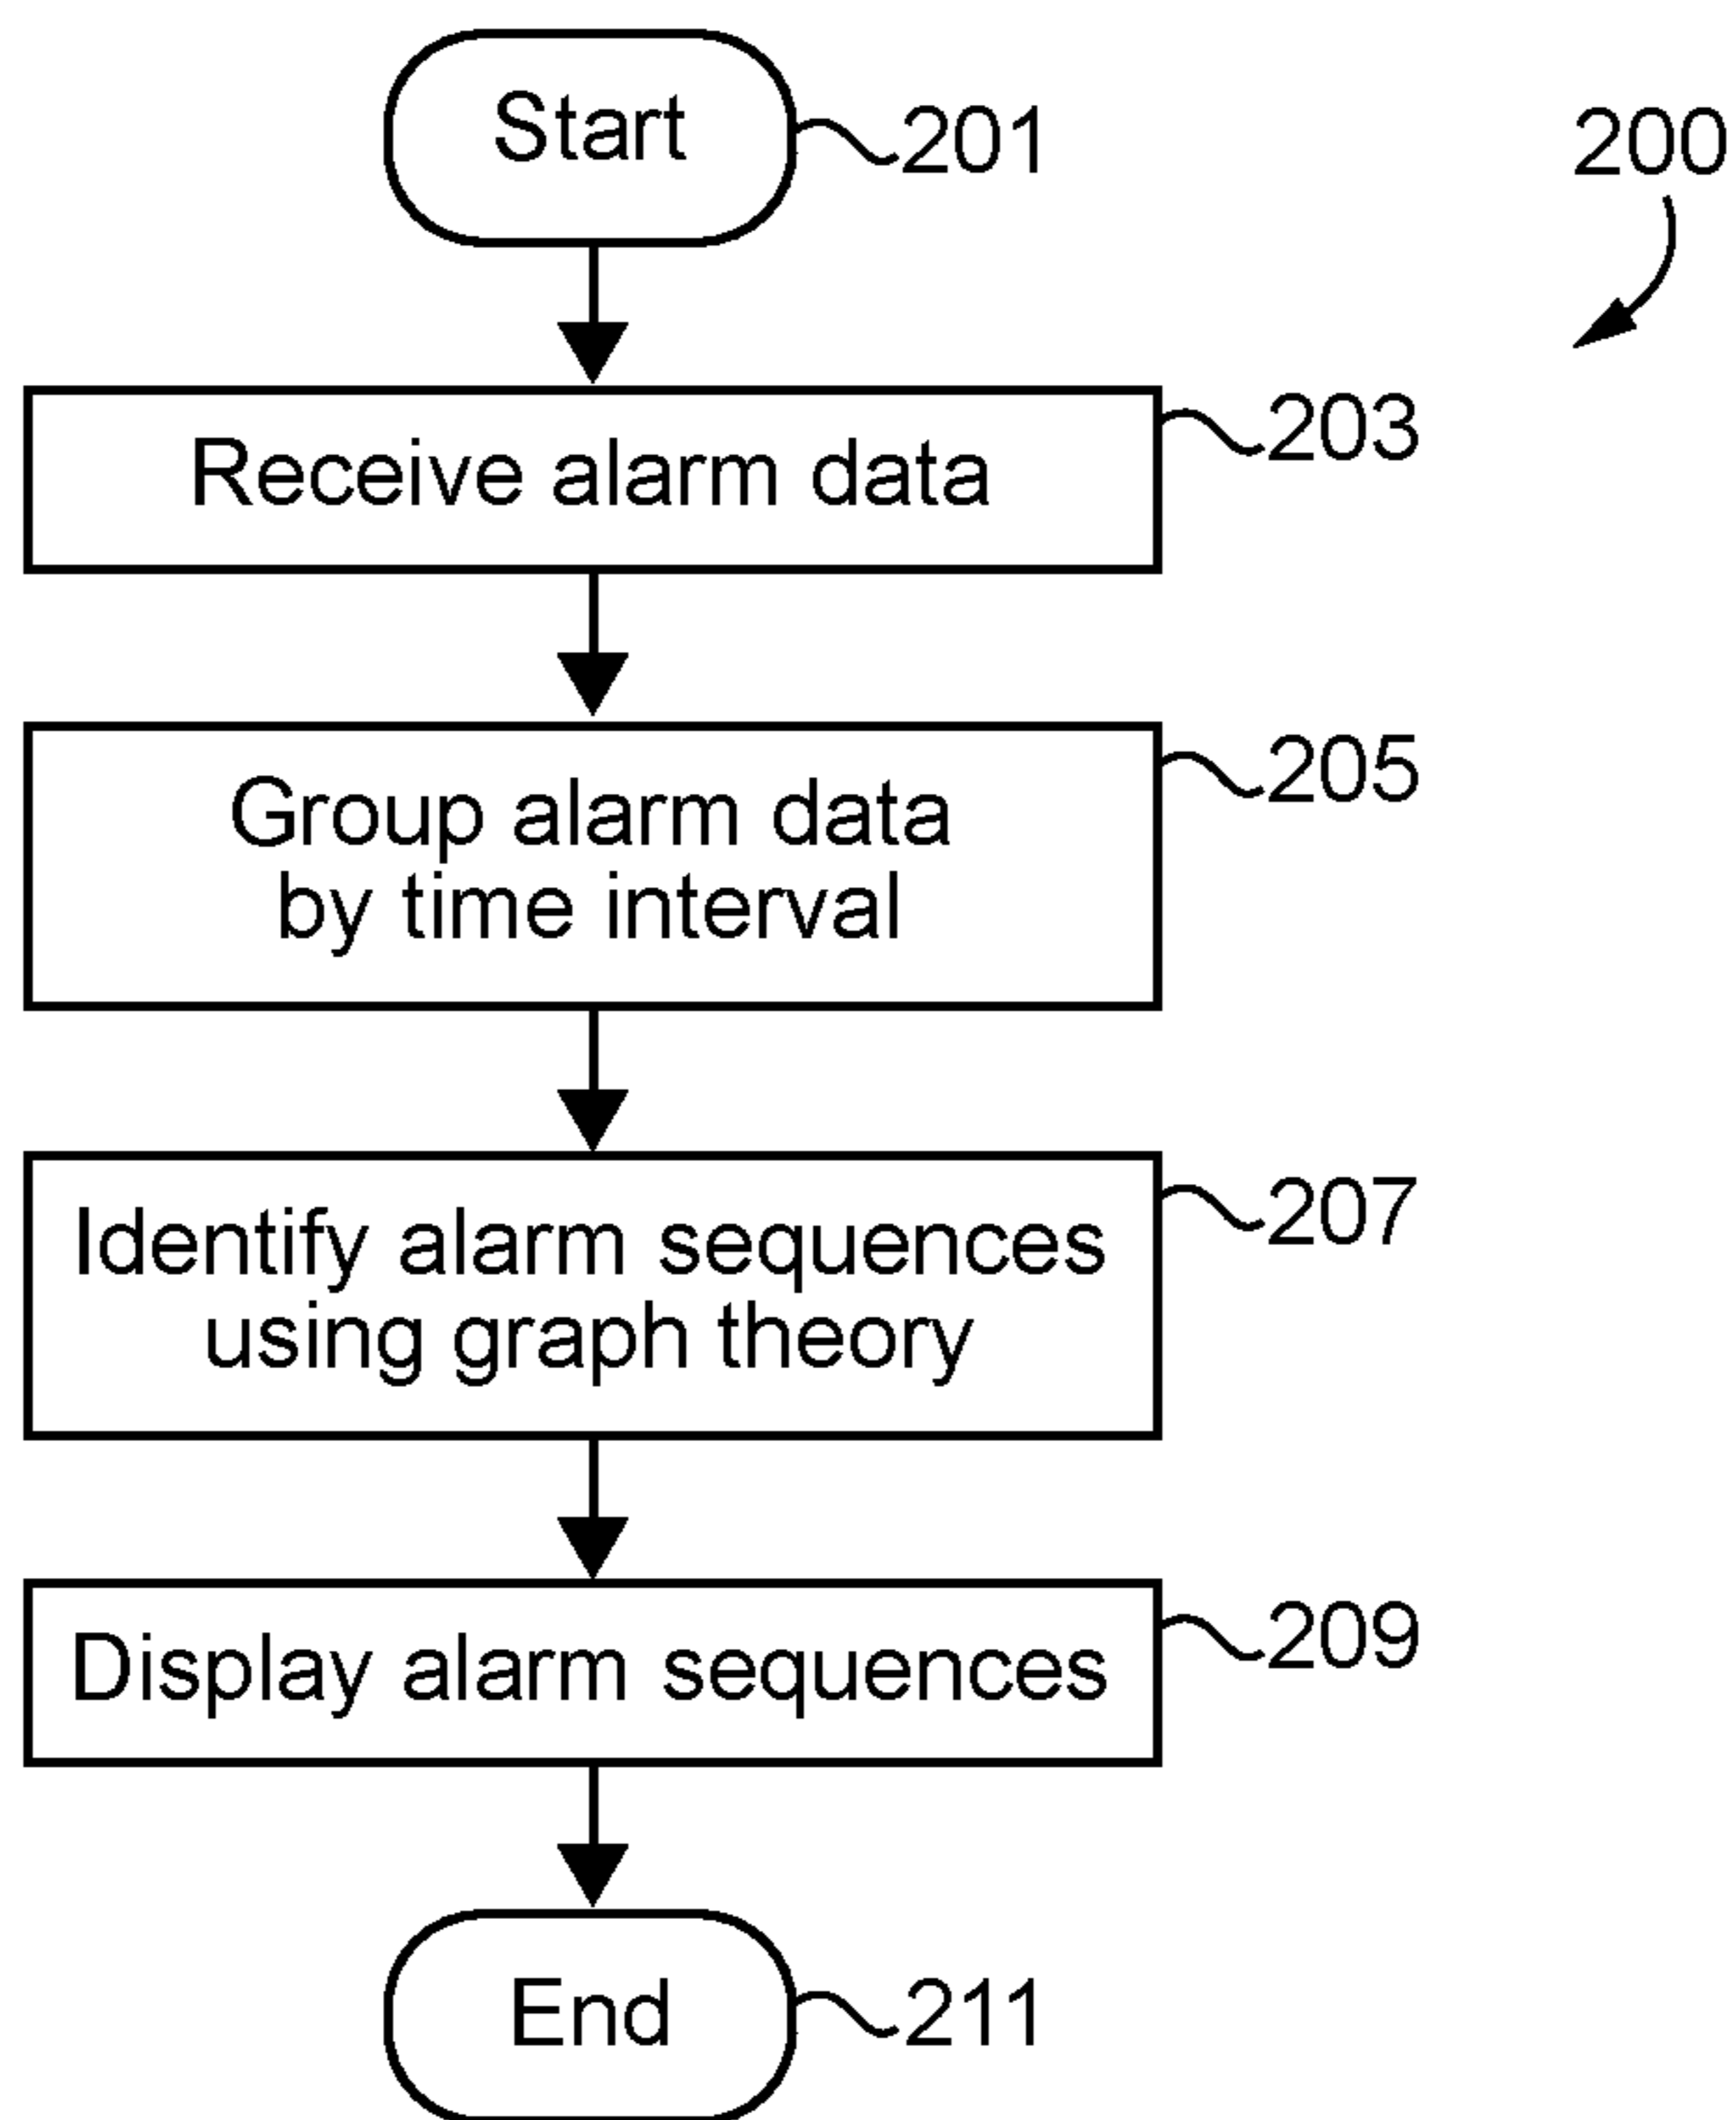 Start
201
200
Receive alarm data
203
Group alarm data
by time interval
205
Identify alarm sequences
using graph theory
207
Display alarm sequences
209
End
211